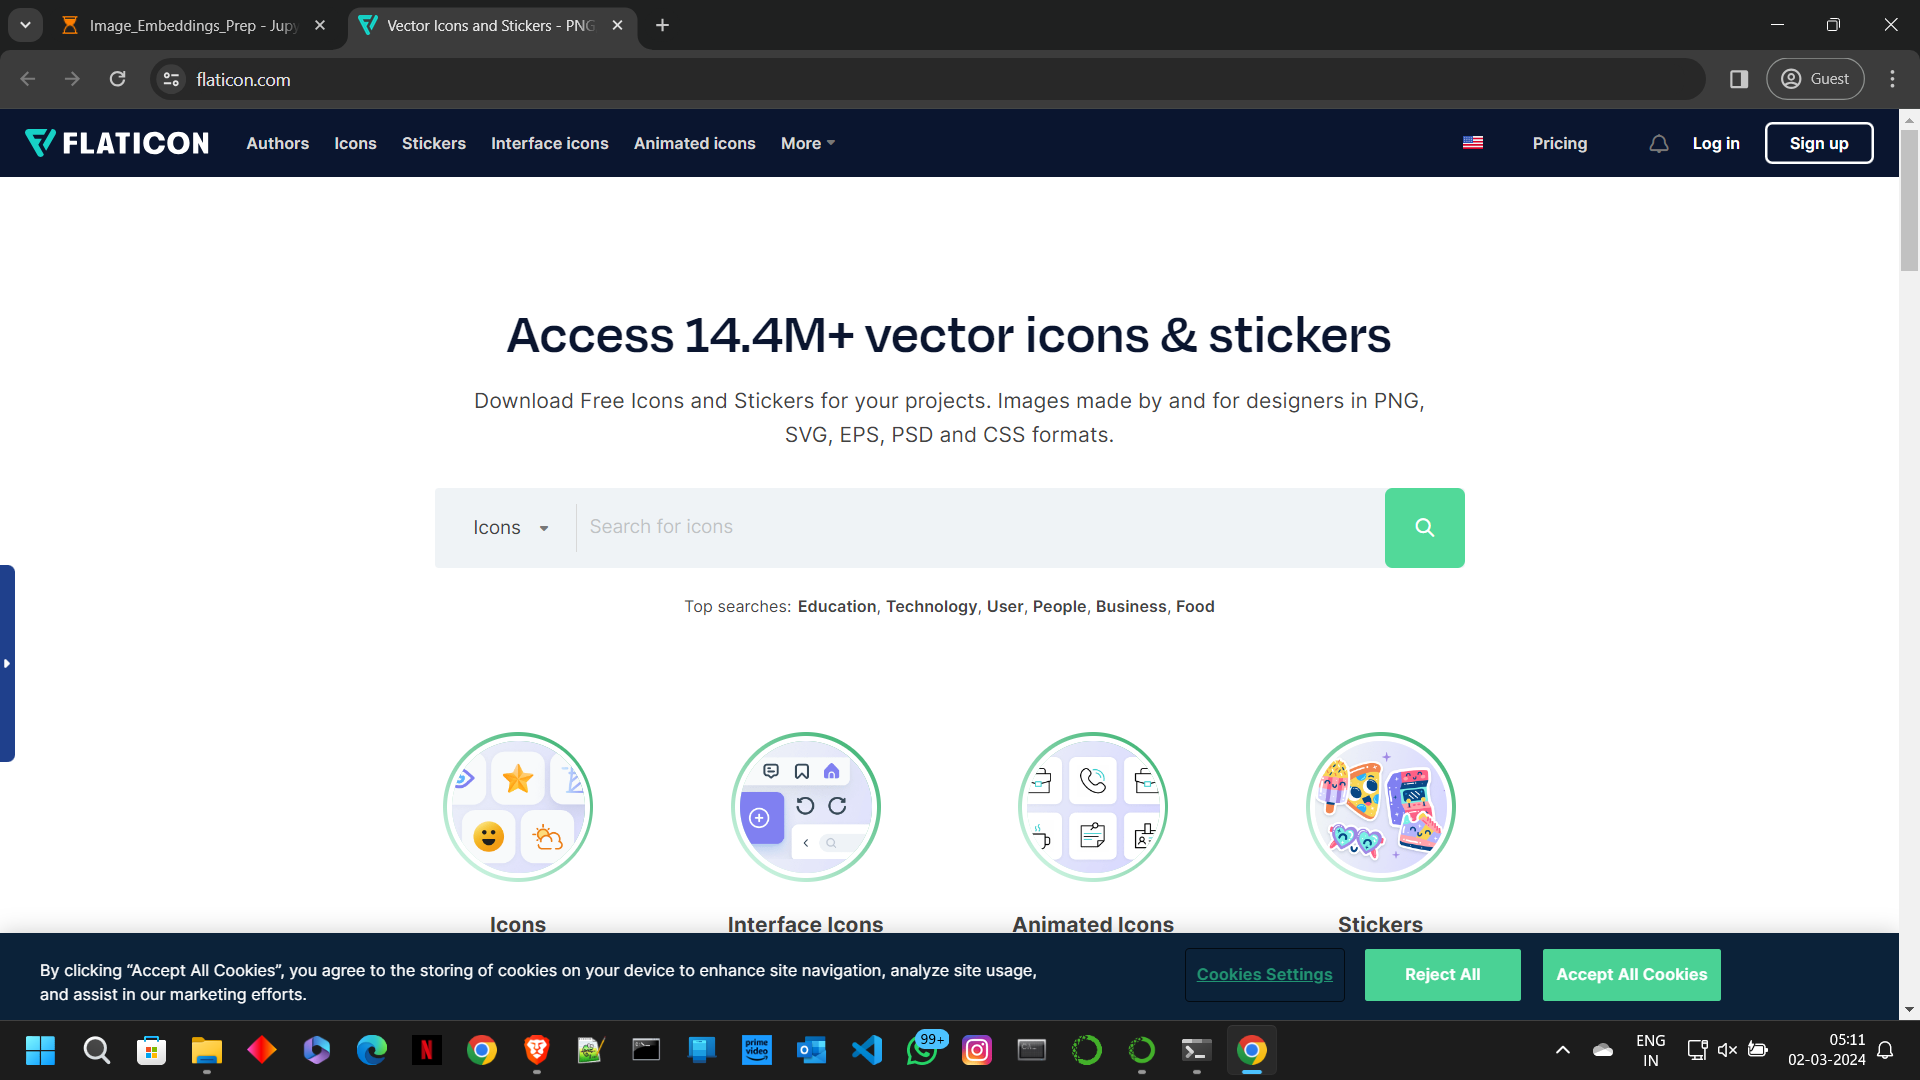 Image_Embeddings_Prep - Jupy
Vector Icons and Stickers - PNG
flaticon.com
Guest
FLATICON
Authors
Icons
Stickers
Interface icons
Animated icons
More
Pricing
Log in
Sign up
Access 14.4M+ vector icons & stickers
Download Free Icons and Stickers for your projects. Images made by and for designers in PNG,
SVG, EPS, PSD and CSS formats.
Icons
Search for icons
Top searches: Education, Technology, User, People, Business, Food
Icons
Interface Icons
Animated Icons
Stickers
By clicking “Accept All Cookies”, you agree to the storing of cookies on your device to enhance site navigation, analyze site usage,
and assist in our marketing efforts.
Cookies Settings
Reject All
Accept All Cookies
prime
video
99+
ENG
IN
05:11
02-03-2024